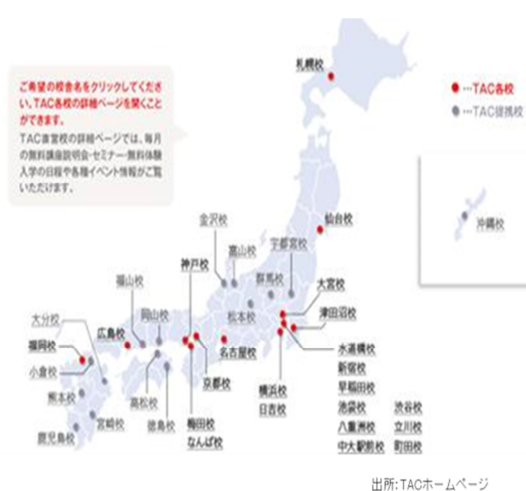 札幌校
ご希望の校舎名をクリックしてくださ
い。TAC各校の詳細ページを開くこと
ができます。
TAC直営校の詳細ページでは、毎月
の無料講座説明会・セミナー・無料体験
入学の日程や各種イベント情報がご覧
いただけます。
●…TAC各校
●…TAC提携校
沖縄校
仙台校
金沢校
富山校
宇都宮校
神戸校
群馬校
福山校
松本校
大宮校
岡山校
津田沼校
大分校
広島校
福岡校
名古屋校
水道橋校
小倉校
京都校
新宿校
熊本校
高松校
横浜校
早稲田校
日吉校
宮崎校
徳島校
梅田校
池袋校
渋谷校
鹿児島校
なんば校
八重洲校
立川校
中大駅前校
町田校
出所:TACホームページ